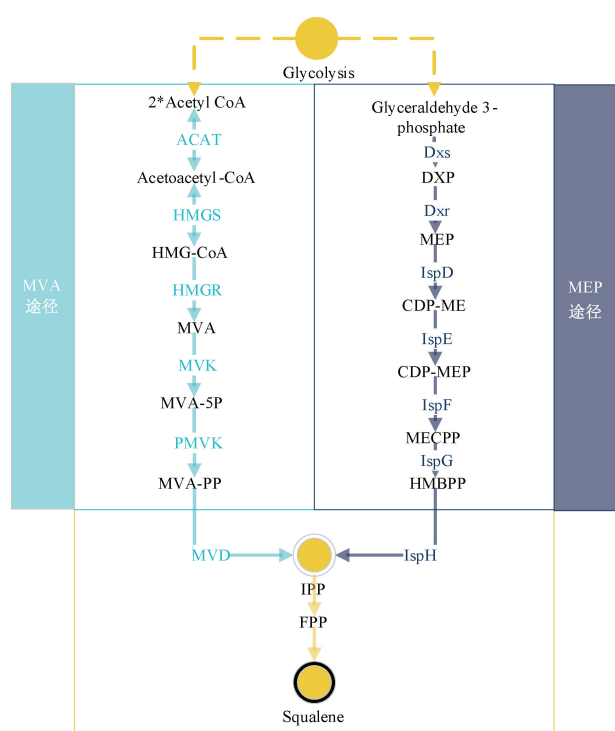 Glycolysis
2*Acetyl CoA
ACAT
Acetoacetyl-CoA
HMGS
HMG-CoA
HMGR
MVA
MVK
MVA-5P
PMVK
MVA-PP
MVD
MVA
途径
Glyceraldehyde 3-
phosphate
Dxs
DXP
Dxr
MEP
IspD
CDP-ME
IspE
CDP-MEP
IspF
MECPP
IspG
HMBPP
IspH
MEP
途径
IPP
FPP
Squalene